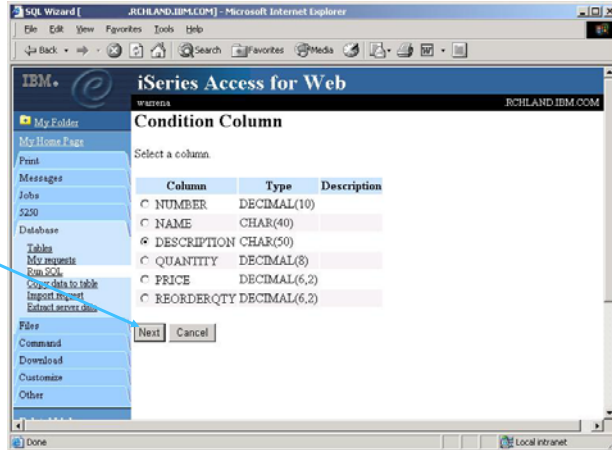 SQL Wizard [ .RCHLAND.IBM.COM] - Microsoft Internet Explorer
File Edit View Favorites Tools Help
Back Search Favorites Media
IBM. iSeries Access for Web
warrena RCHLAND.IBM.COM
My Folder
My Home Page
Print
Messages
Jobs
5250
Database
Tables
My requests
Run SQL
Copy data to table
Import request
Extract server data
Files
Command
Download
Customize
Other
Condition Column
Select a column.
Column Type Description
NUMBER DECIMAL(10)
NAME CHAR(40)
DESCRIPTION CHAR(50)
QUANTITY DECIMAL(8)
PRICE DECIMAL(6,2)
REORDERQTY DECIMAL(6,2)
Next Cancel
Done Local intranet